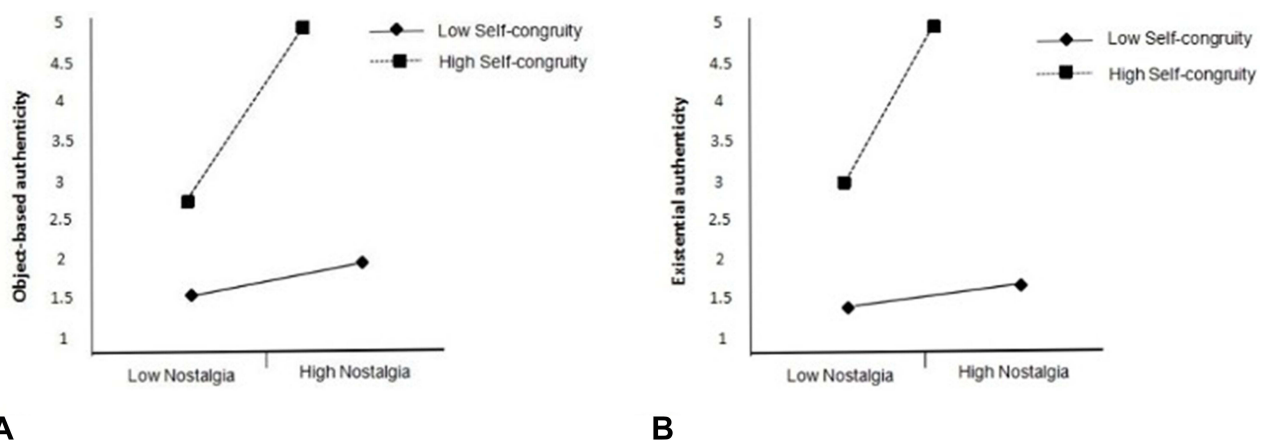 5
4.5
4
3.5
3
2.5
2
1.5
1
Object-based authenticity
Low Nostalgia
High Nostalgia
Low Self-congruity
High Self-congruity
A
5
4.5
4
3.5
3
2.5
2
1.5
1
Existential authenticity
Low Nostalgia
High Nostalgia
Low Self-congruity
High Self-congruity
B